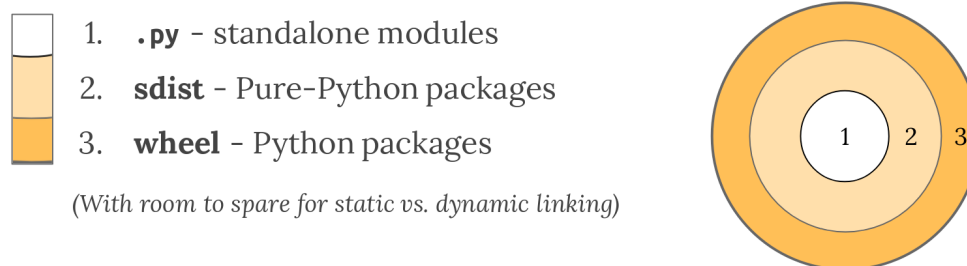 1. .py - standalone modules
2. sdist - Pure-Python packages
3. wheel - Python packages
(With room to spare for static vs. dynamic linking)
1 2 3